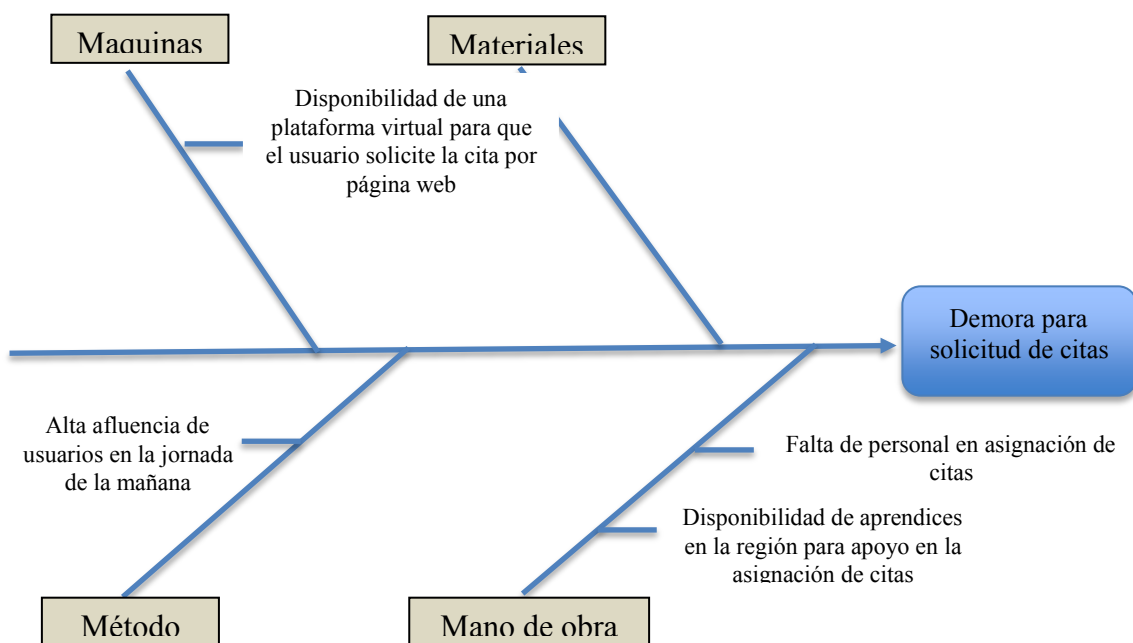 Maquinas
Materiales
Disponibilidad de una
plataforma virtual para que
el usuario solicite la cita por
página web
Demora para
solicitud de citas
Alta afluencia de
usuarios en la jornada
de la mañana
Falta de personal en asignación de
citas
Disponibilidad de aprendices
en la región para apoyo en la
asignación de citas
Método
Mano de obra